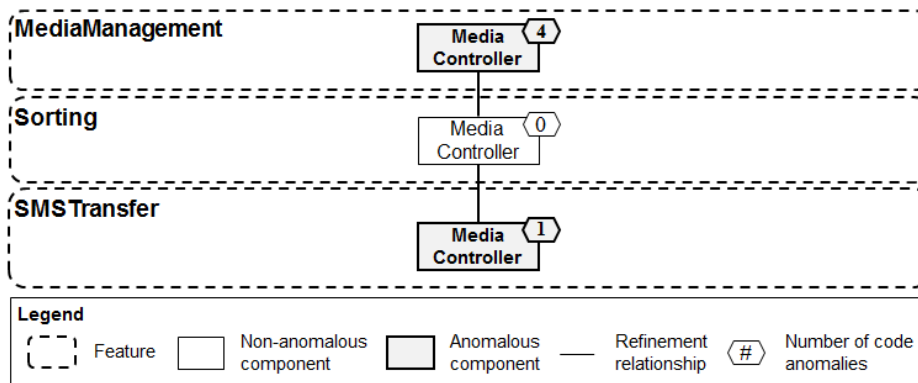 MediaManagement
Media
Controller
4
Sorting
Media
Controller
0
SMSTransfer
Media
Controller
1
Legend
Feature
Non-anomalous
component
Anomalous
component
Refinement
relationship
#
Number of code
anomalies